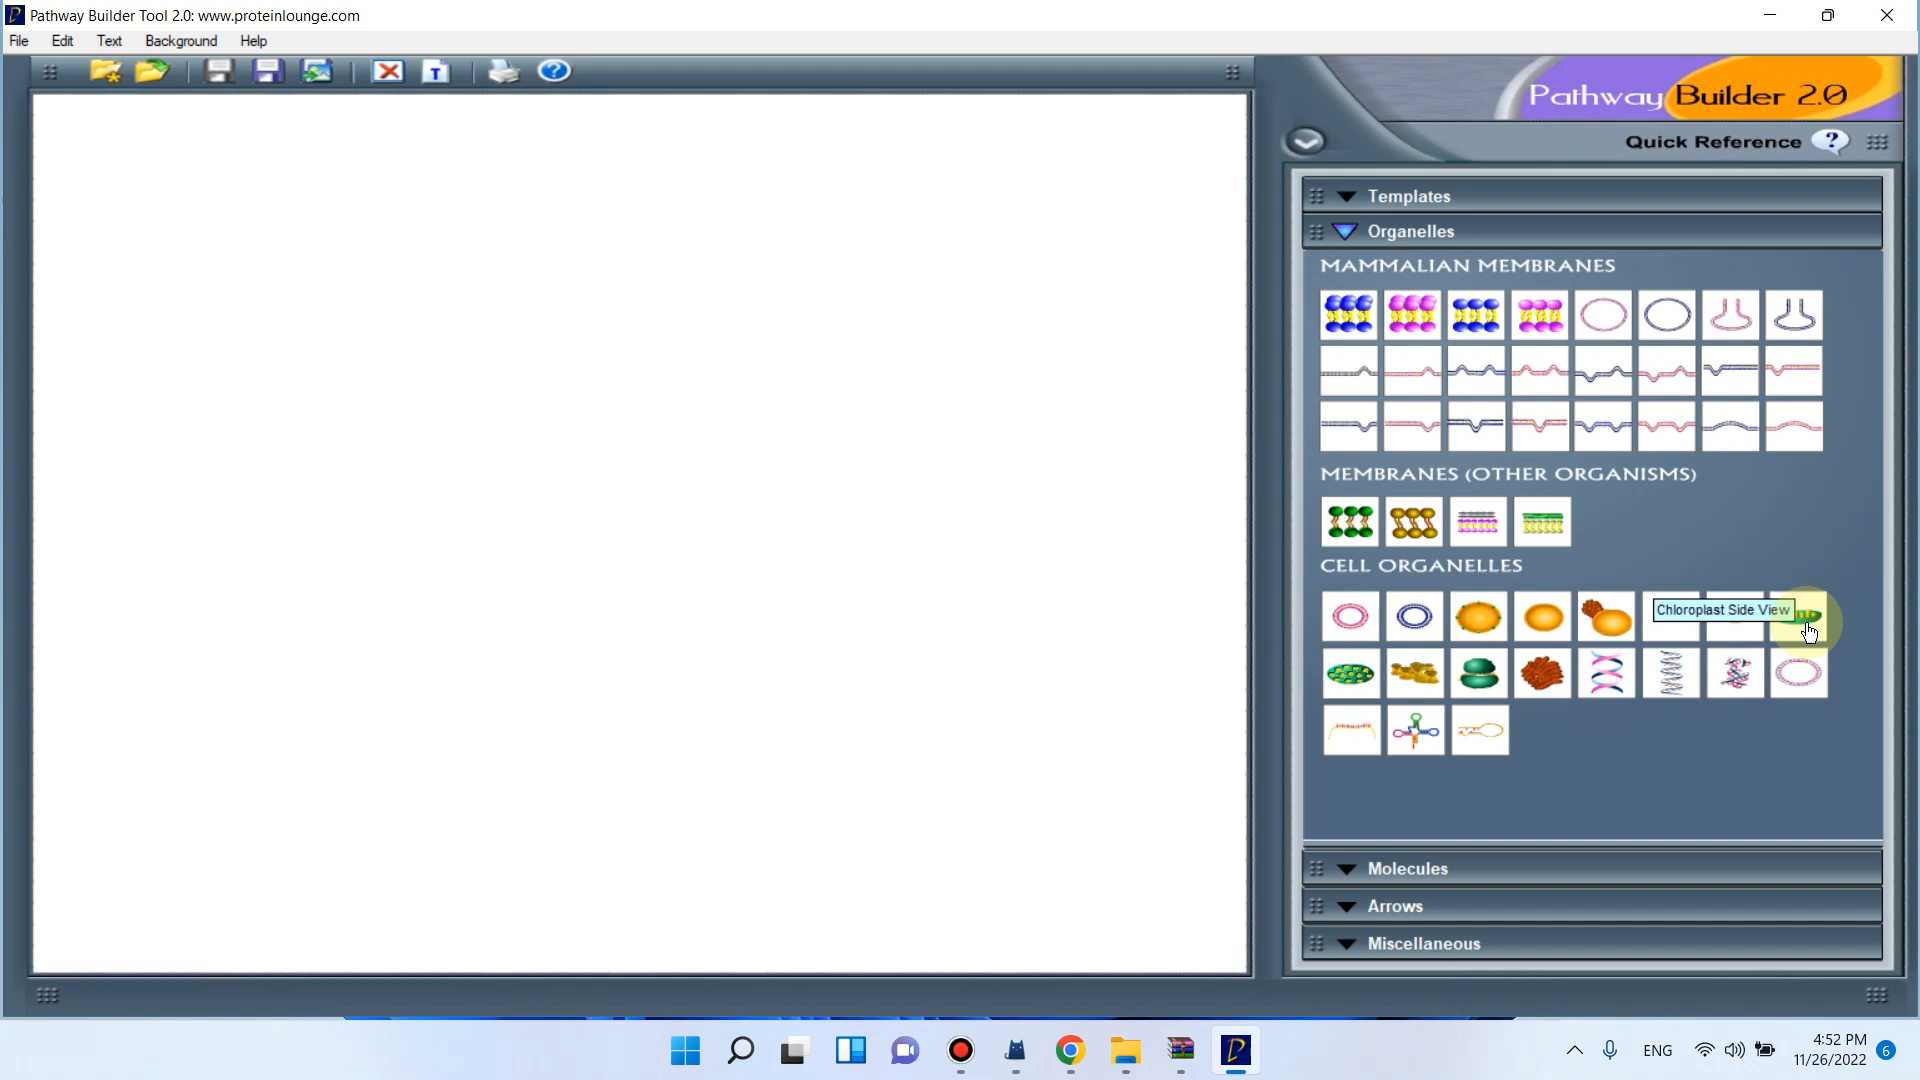 Pathway Builder Tool 2.0: www.proteinlounge.com
File Edit Text Background Help
T
Pathway Builder 2.0
Quick Reference ?
Templates
Organelles
MAMMALIAN MEMBRANES
MEMBRANES (OTHER ORGANISMS)
CELL ORGANELLES
Chloroplast Side View
Molecules
Arrows
Miscellaneous
ENG
4:52 PM
11/26/2022
6